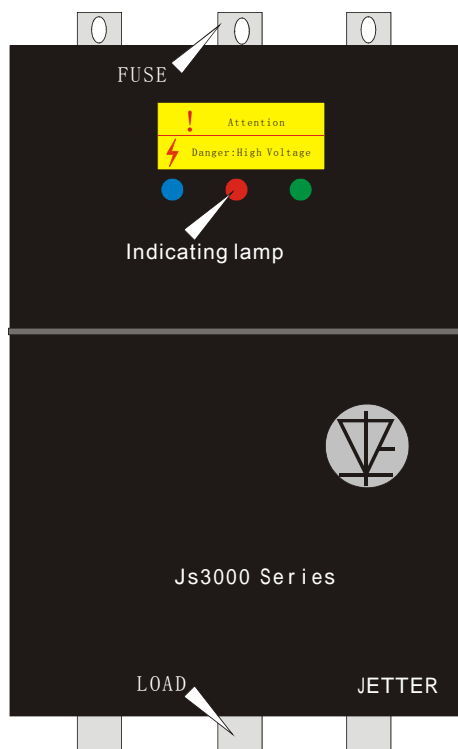 FUSE
! Attention
Danger:High Voltage
Indicating lamp
Js3000 Series
LOAD
JETTER